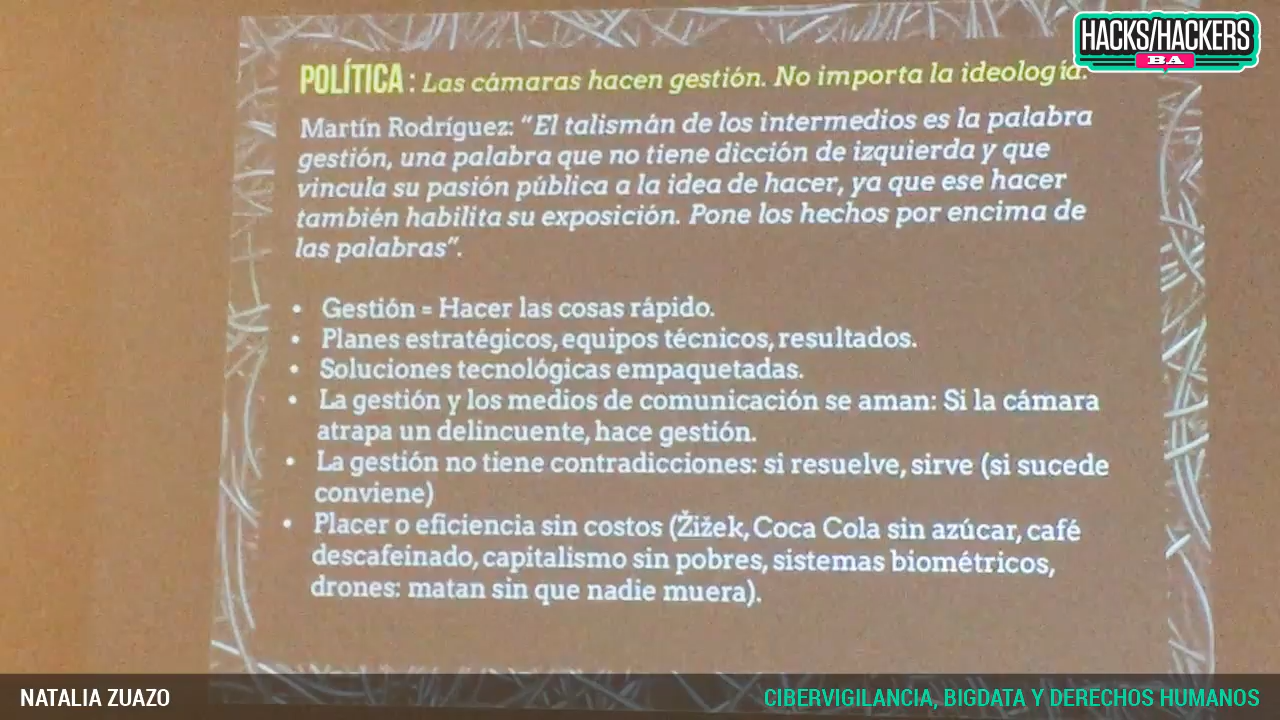 HACKS/HACKERS
BA
POLÍTICA : Las cámaras hacen gestión. No importa la ideología.
Martín Rodríguez: “El talismán de los intermedios es la palabra
gestión, una palabra que no tiene dicción de izquierda y que
vincula su pasión pública a la idea de hacer, ya que ese hacer
también habilita su exposición. Pone los hechos por encima de
las palabras”.
• Gestión = Hacer las cosas rápido.
• Planes estratégicos, equipos técnicos, resultados.
• Soluciones tecnológicas empaquetadas.
• La gestión y los medios de comunicación se aman: Si la cámara
atrapa un delincuente, hace gestión.
• La gestión no tiene contradicciones: si resuelve, sirve (si sucede
conviene)
• Placer o eficiencia sin costos (Žižek, Coca Cola sin azúcar, café
descafeinado, capitalismo sin pobres, sistemas biométricos,
drones: matan sin que nadie muera).
NATALIA ZUAZO
CIBERVIGILANCIA, BIGDATA Y DERECHOS HUMANOS